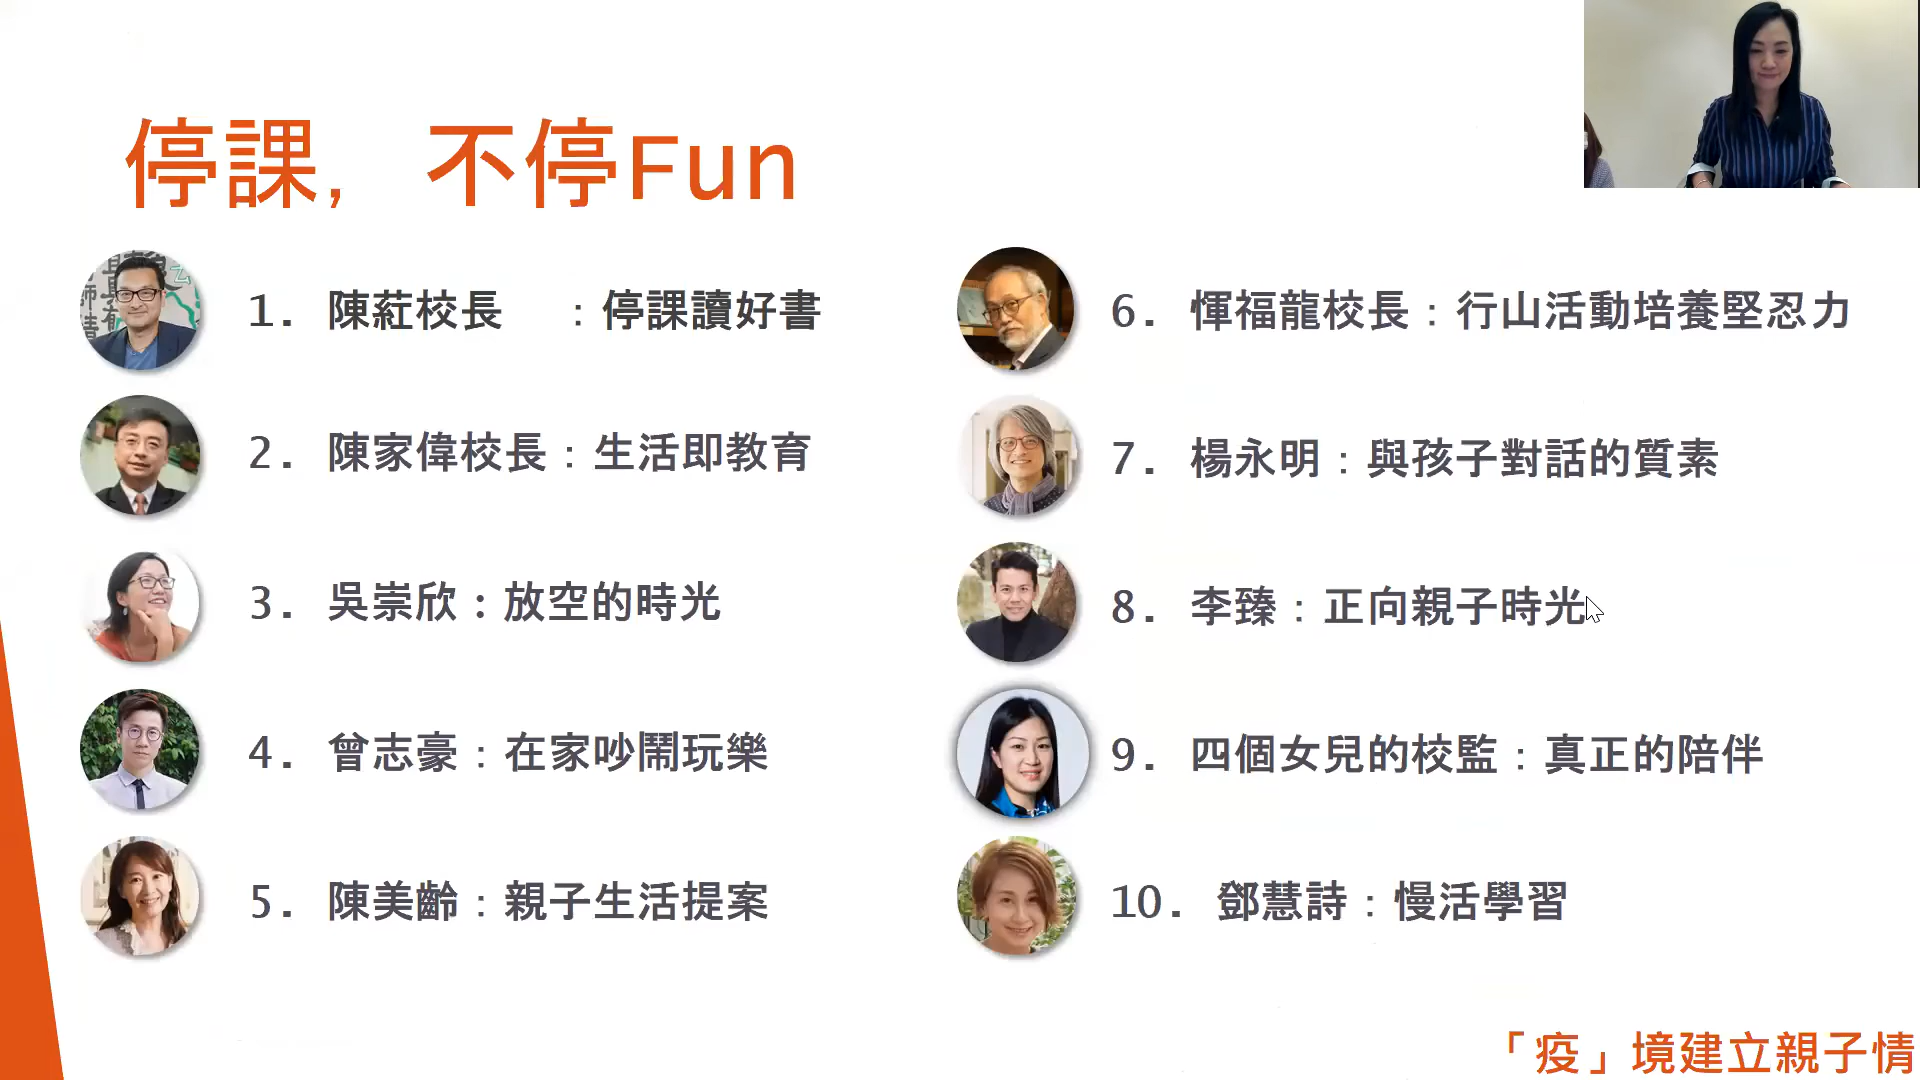 停課，不停Fun
1. 陳葒校長 ：停課讀好書
2. 陳家偉校長：生活即教育
3. 吳崇欣：放空的時光
4. 曾志豪：在家吵鬧玩樂
5. 陳美齡：親子生活提案
6. 惲福龍校長：行山活動培養堅忍力
7. 楊永明：與孩子對話的質素
8. 李臻：正向親子時光
9. 四個女兒的校監：真正的陪伴
10. 鄧慧詩：慢活學習
「疫」境建立親子情